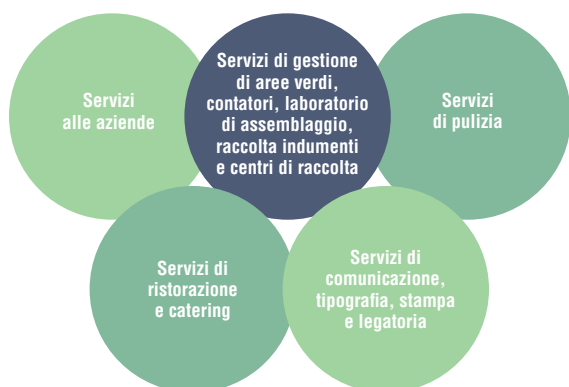 Servizi
alle aziende
Servizi di gestione
di aree verdi,
contatori, laboratorio
di assemblaggio,
raccolta indumenti
e centri di raccolta
Servizi
di pulizia
Servizi di
ristorazione
e catering
Servizi di
comunicazione,
tipografia, stampa
e legatoria